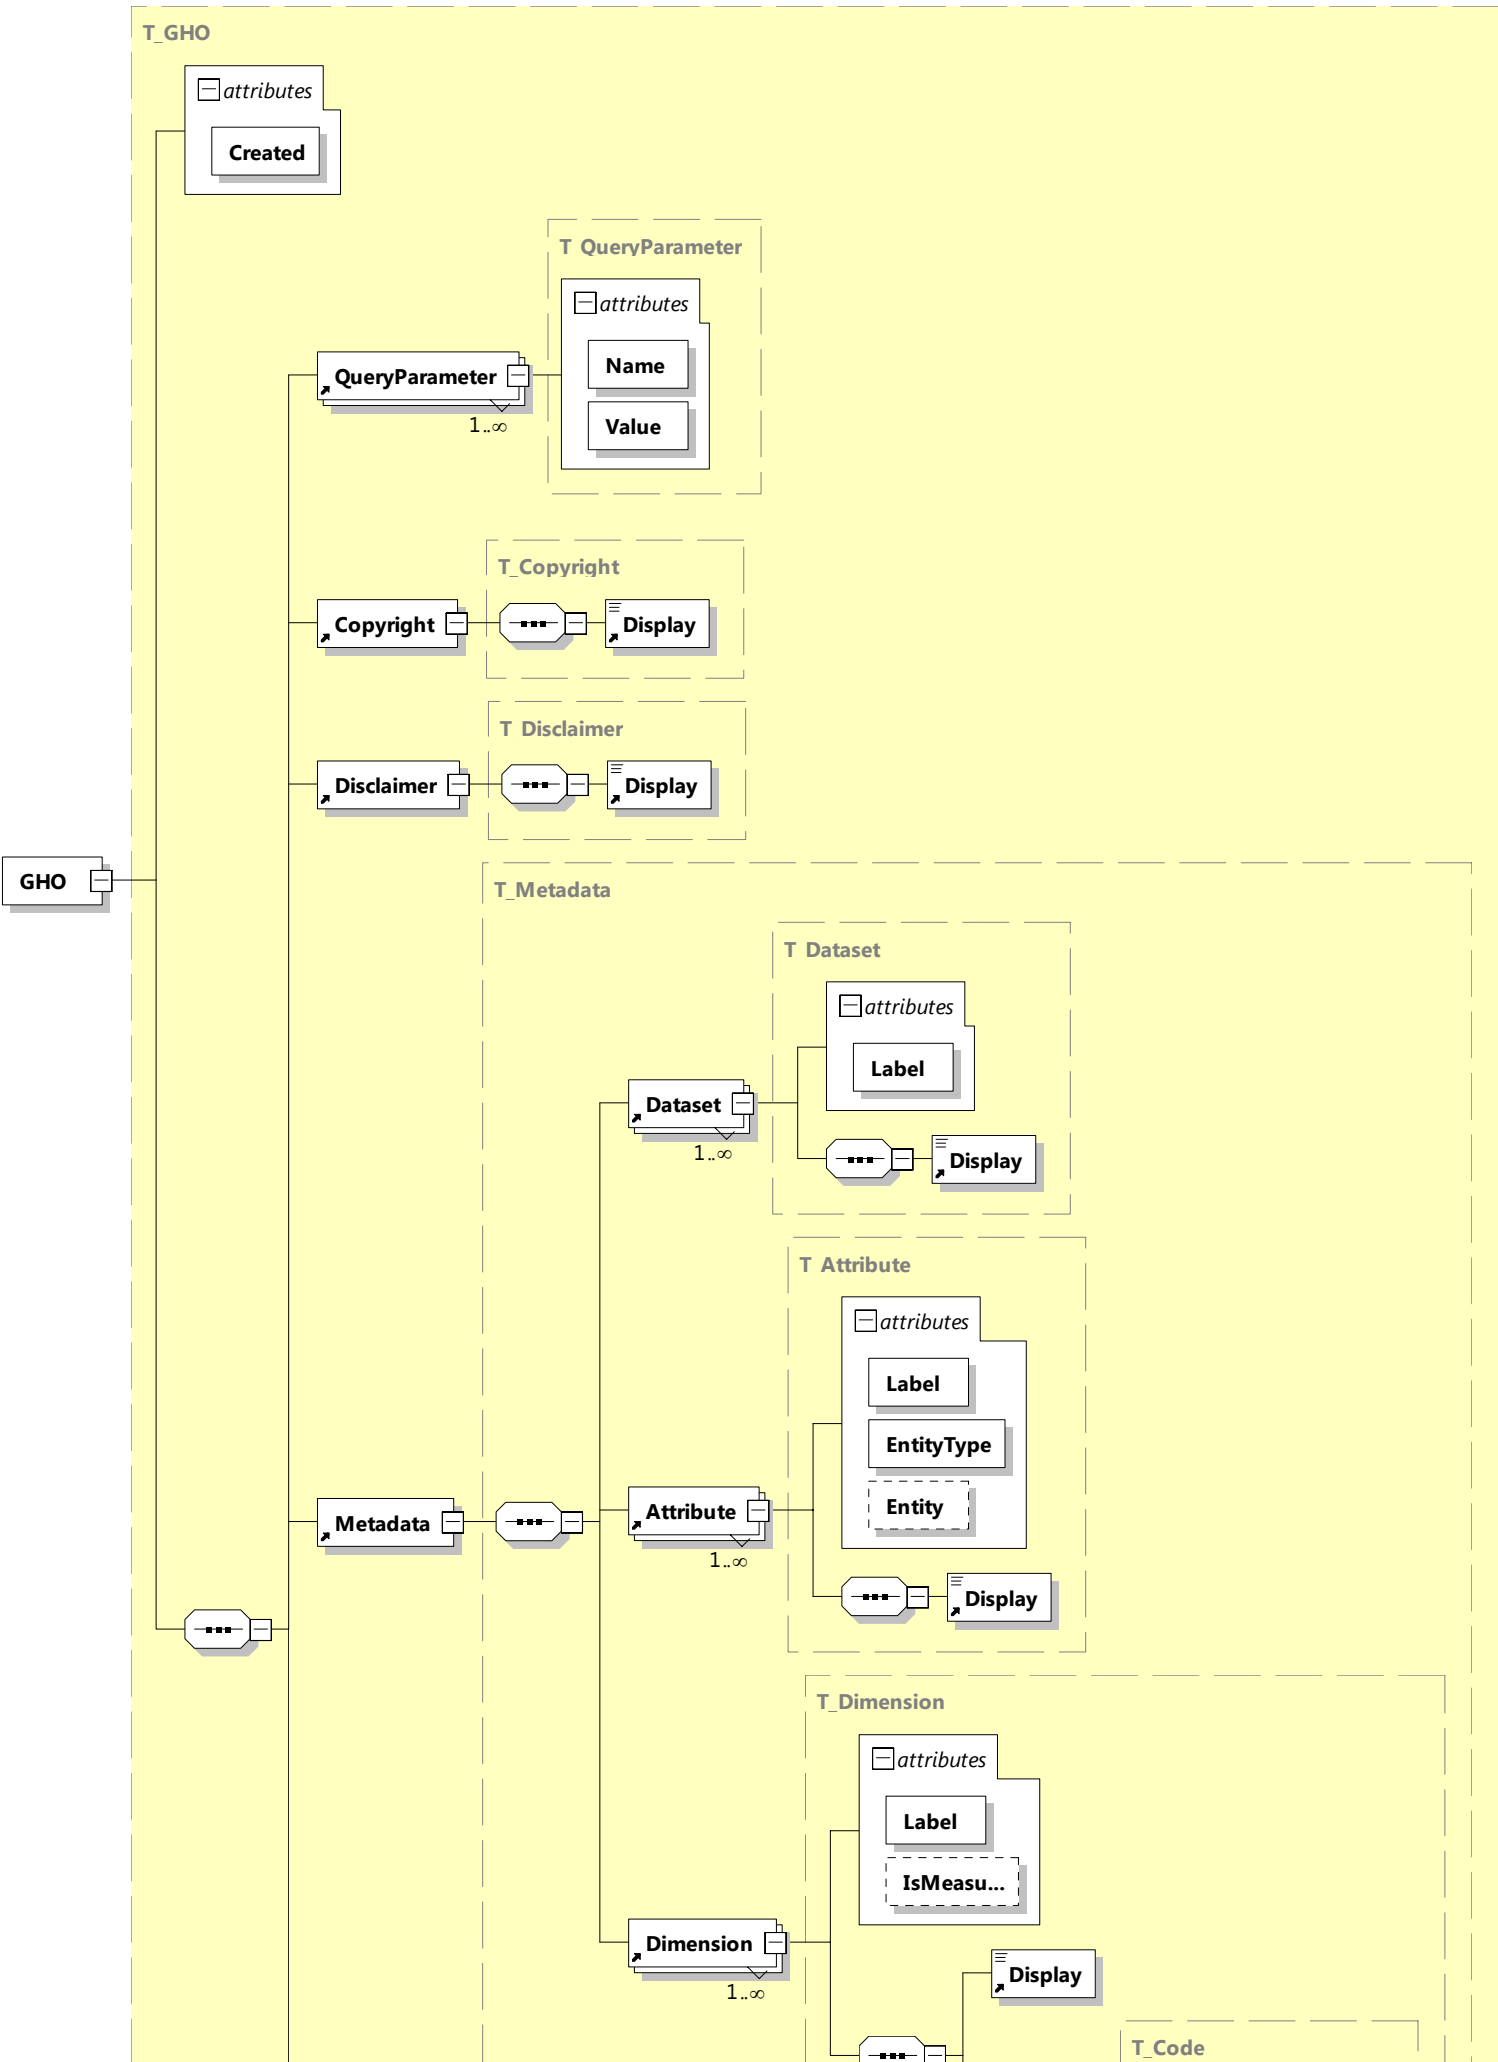 T_GHO
attributes
Created
T_QueryParameter
attributes
Name
Value
QueryParameter
1..∞
T_Copyright
Copyright
Display
T_Disclaimer
Disclaimer
Display
GHO
T_Metadata
T_Dataset
attributes
Label
Dataset
1..∞
Display
T_Attribute
attributes
Label
EntityType
Entity
Attribute
1..∞
Metadata
Display
T_Dimension
attributes
Label
IsMeasu...
Dimension
1..∞
Display
T_Code